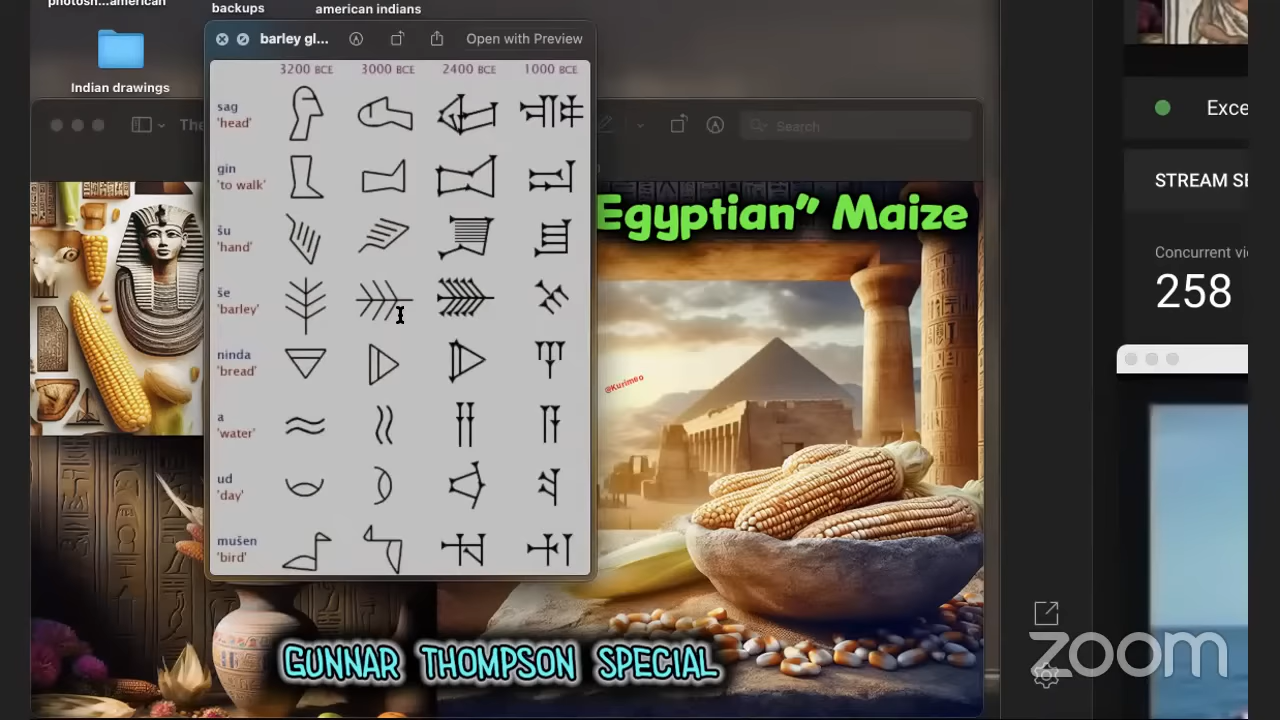 photosh...american
backups
american indians
Indian drawings
barley gl...
Open with Preview
3200 BCE 3000 BCE 2400 BCE 1000 BCE
sag
'head'
gin
'to walk'
šu
'hand'
še
'barley'
ninda
'bread'
a
'water'
ud
'day'
mušen
'bird'
The
Search
Egyptian” Maize
@Kurimeo
GUNNAR THOMPSON SPECIAL
Exce
STREAM SE
Concurrent vi
258
zoom